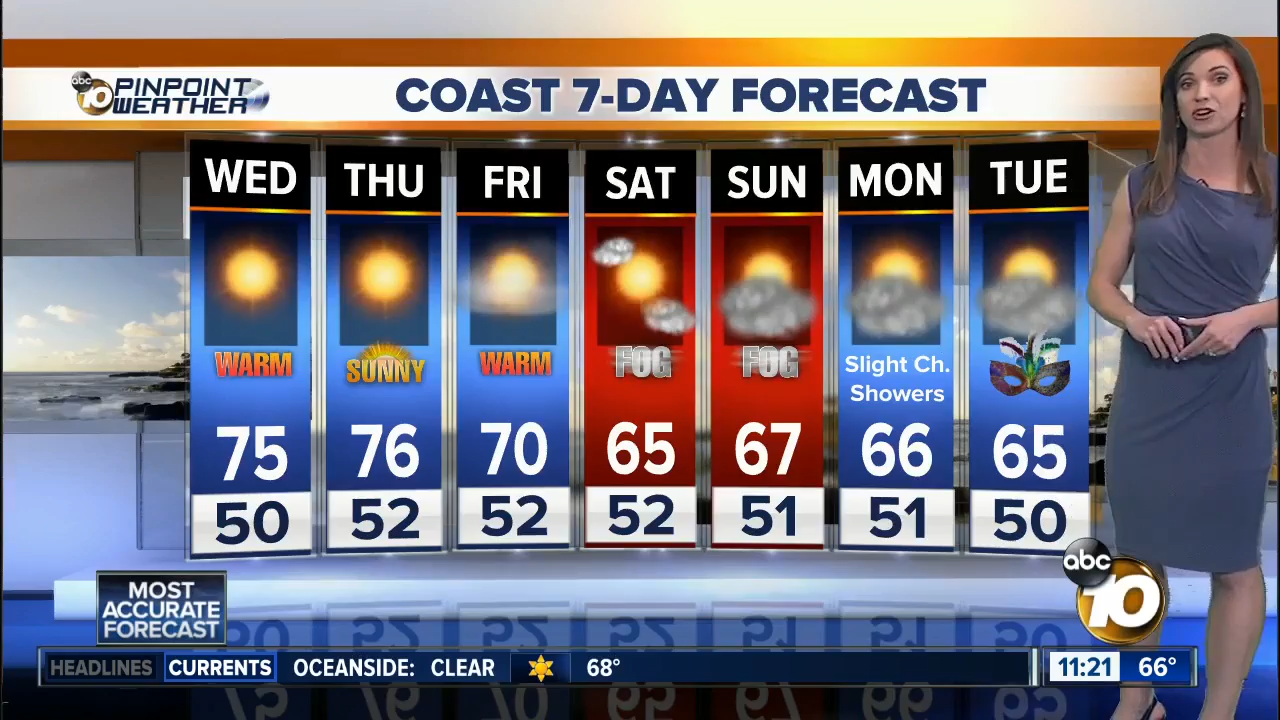 abc 10 PINPOINT WEATHER
COAST 7-DAY FORECAST
WED THU FRI SAT SUN MON TUE
WARM SUNNY WARM FOG FOG Slight Ch. Showers
75 76 70 65 67 66 65
50 52 52 52 51 51 50
MOST
ACCURATE
FORECAST
abc
10
HEADLINES CURRENTS OCEANSIDE: CLEAR 68° 11:21 66°